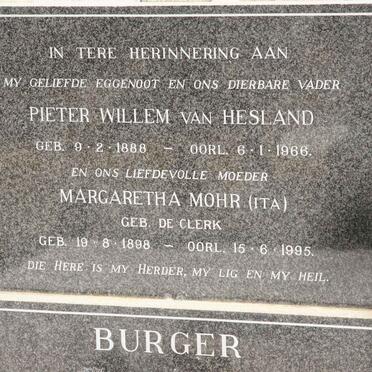 IN TERE HERINNERING AAN
MY GELIEFDE EGGENOOT EN ONS DIERBARE VADER
PIETER WILLEM VAN HESLAND
GEB. 9·2·1888 – OORL. 6·1·1966.
EN ONS LIEFDEVOLLE MOEDER
MARGARETHA MOHR (ITA)
GEB. DE CLERK
GEB. 19·8·1898 – OORL. 15·6·1995.
DIE HERE IS MY HERDER, MY LIG EN MY HEIL.
BURGER